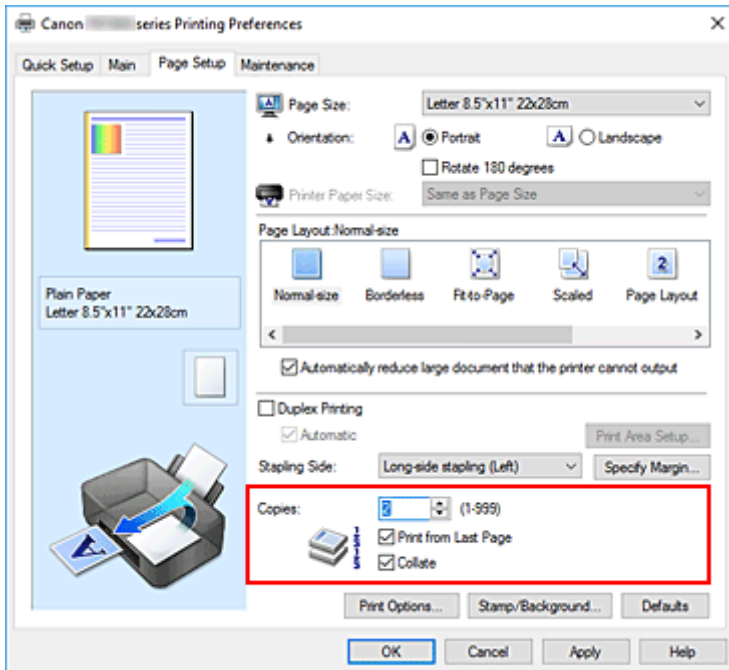 Canon series Printing Preferences
Quick Setup Main Page Setup Maintenance
Page Size: Letter 8.5"x11" 22x28cm
Orientation: A Portrait A Landscape
Rotate 180 degrees
Printer Paper Size: Same as Page Size
Page Layout:Normal-size
2
Normal-size Borderless Fit-to-Page Scaled Page Layout
Plain Paper
Letter 8.5"x11" 22x28cm
Automatically reduce large document that the printer cannot output
Duplex Printing
Automatic Print Area Setup...
Stapling Side: Long-side stapling (Left) Specify Margin...
Copies: 2 (1-999)
Print from Last Page
Collate
A
Print Options... Stamp/Background... Defaults
OK Cancel Apply Help